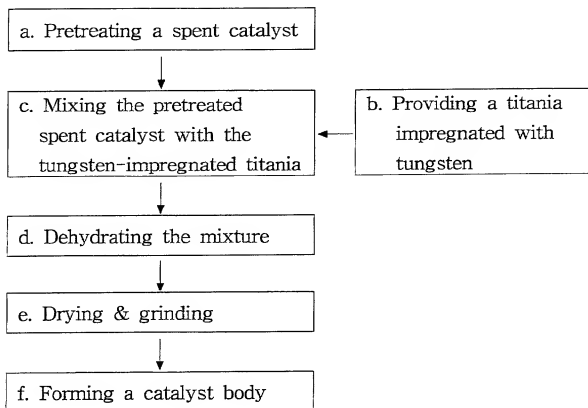 a. Pretreating a spent catalyst
c. Mixing the pretreated
spent catalyst with the
tungsten-impregnated titania
b. Providing a titania
impregnated with
tungsten
d. Dehydrating the mixture
e. Drying & grinding
f. Forming a catalyst body